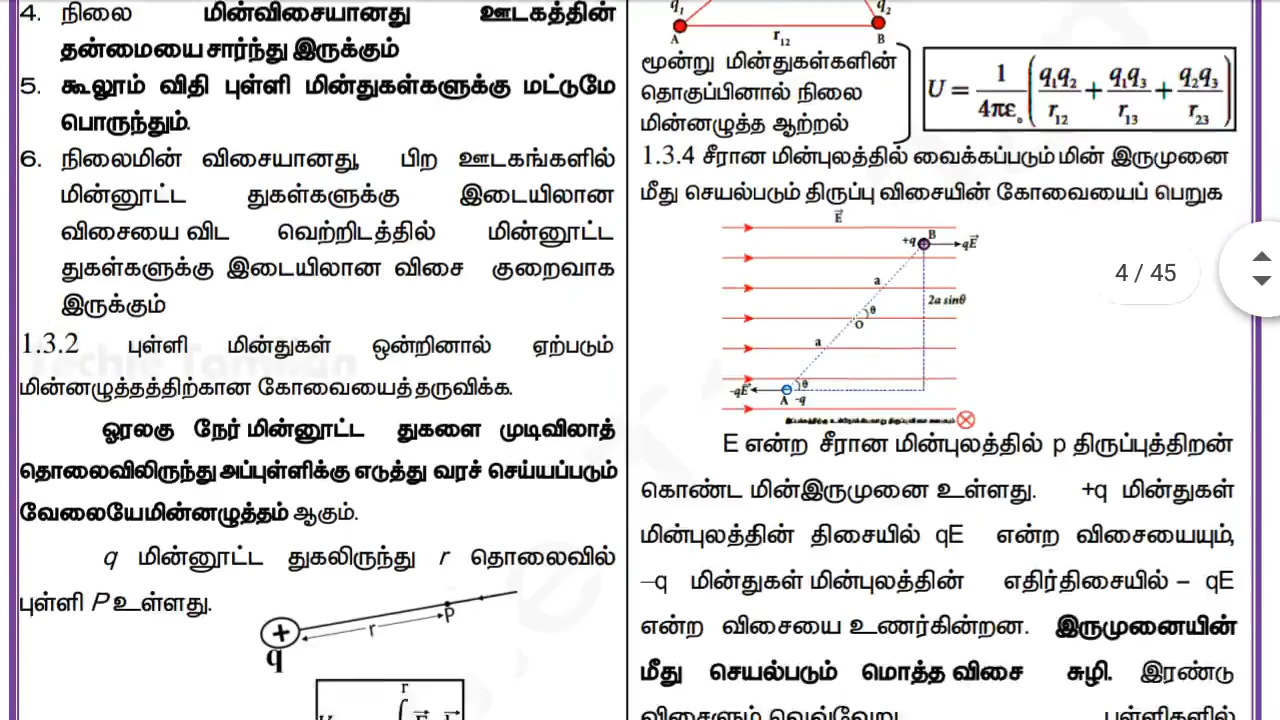 4. நிலை மின்விசையானது ஊடகத்தின்
தன்மையை சார்ந்து இருக்கும்
5. கூலூம் விதி புள்ளி மின்துகள்களுக்கு மட்டுமே
பொருந்தும்.
6. நிலைமின் விசையானது, பிற ஊடகங்களில்
மின்னூட்ட துகள்களுக்கு இடையிலான
விசையை விட வெற்றிடத்தில் மின்னூட்ட
துகள்களுக்கு இடையிலான விசை குறைவாக
இருக்கும்
1.3.2 புள்ளி மின்துகள் ஒன்றினால் ஏற்படும்
மின்னழுத்தத்திற்கான கோவையைத் தருவிக்க.
ஓரலகு நேர் மின்னூட்ட துகளை முடிவிலாத்
தொலைவிலிருந்து அப்புள்ளிக்கு எடுத்து வரச் செய்யப்படும்
வேலையேமின்னழுத்தம் ஆகும்.
q மின்னூட்ட துகலிருந்து r தொலைவில்
புள்ளி P உள்ளது.
+
r
P
q
r
q₁
q₂
A
r₁₂
B
மூன்று மின்துகள்களின்
தொகுப்பினால் நிலை
மின்னழுத்த ஆற்றல்
U = 1/4πε₀ (q₁q₂/r₁₂ + q₁q₃/r₁₃ + q₂q₃/r₂₃)
1.3.4 சீரான மின்புலத்தில் வைக்கப்படும் மின் இருமுனை
மீது செயல்படும் திருப்பு விசையின் கோவையைப் பெறுக
E⃗
+q B
qE⃗
a
2a sinθ
θ
O
a
θ
-qE⃗
A -q
E என்ற சீரான மின்புலத்தில் p திருப்புத்திறன்
கொண்ட மின்இருமுனை உள்ளது. +q மின்துகள்
மின்புலத்தின் திசையில் qE என்ற விசையையும்,
–q மின்துகள் மின்புலத்தின் எதிர்திசையில் – qE
என்ற விசையை உணர்கின்றன. இருமுனையின்
மீது செயல்படும் மொத்த விசை சுழி. இரண்டு
விசைளும் வெவ்வேறு புள்ளிகளில்
4 / 45